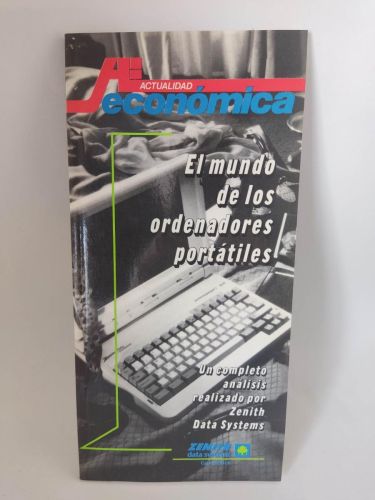 ACTUALIDAD
económica
El mundo
de los
ordenadores
portátiles
Un completo
análisis
realizado por
Zenith
Data Systems
ZENITH
data systems